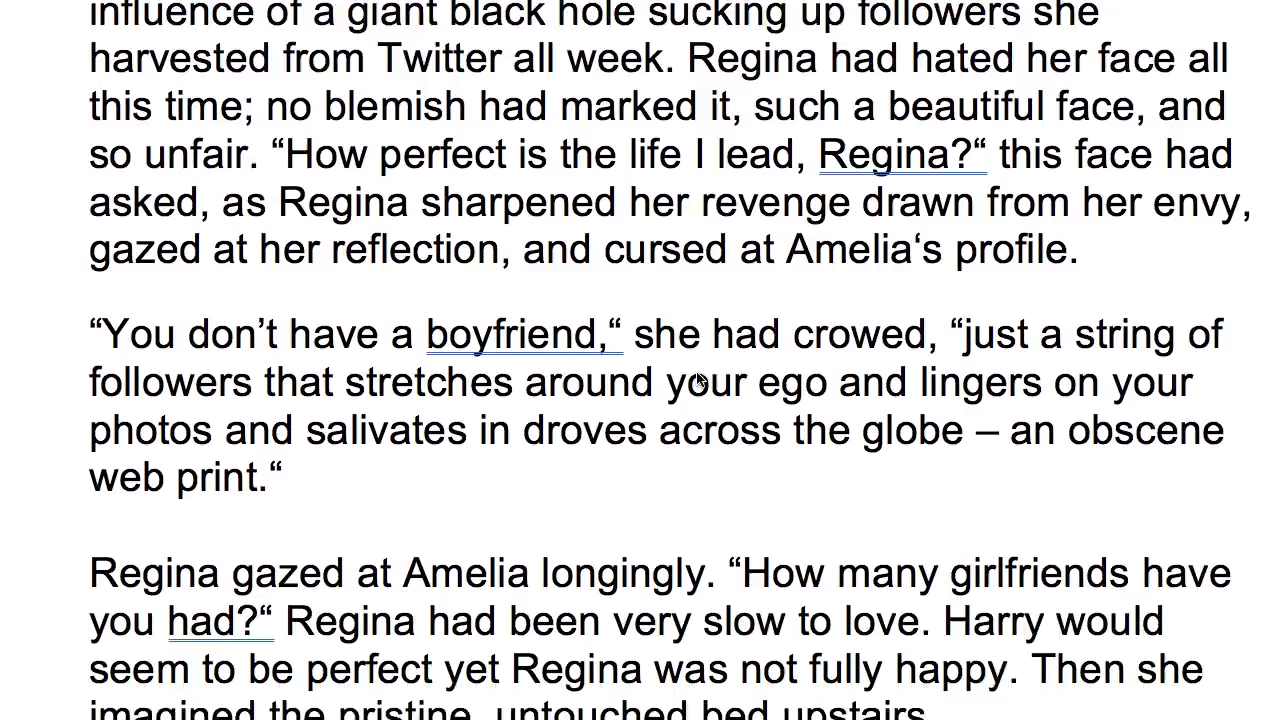 influence of a giant black hole sucking up followers she
harvested from Twitter all week. Regina had hated her face all
this time; no blemish had marked it, such a beautiful face, and
so unfair. “How perfect is the life I lead, Regina?“ this face had
asked, as Regina sharpened her revenge drawn from her envy,
gazed at her reflection, and cursed at Amelia‘s profile.
“You don’t have a boyfriend,“ she had crowed, “just a string of
followers that stretches around your ego and lingers on your
photos and salivates in droves across the globe – an obscene
web print.“
Regina gazed at Amelia longingly. “How many girlfriends have
you had?“ Regina had been very slow to love. Harry would
seem to be perfect yet Regina was not fully happy. Then she
imagined the pristine, untouched bed upstairs.